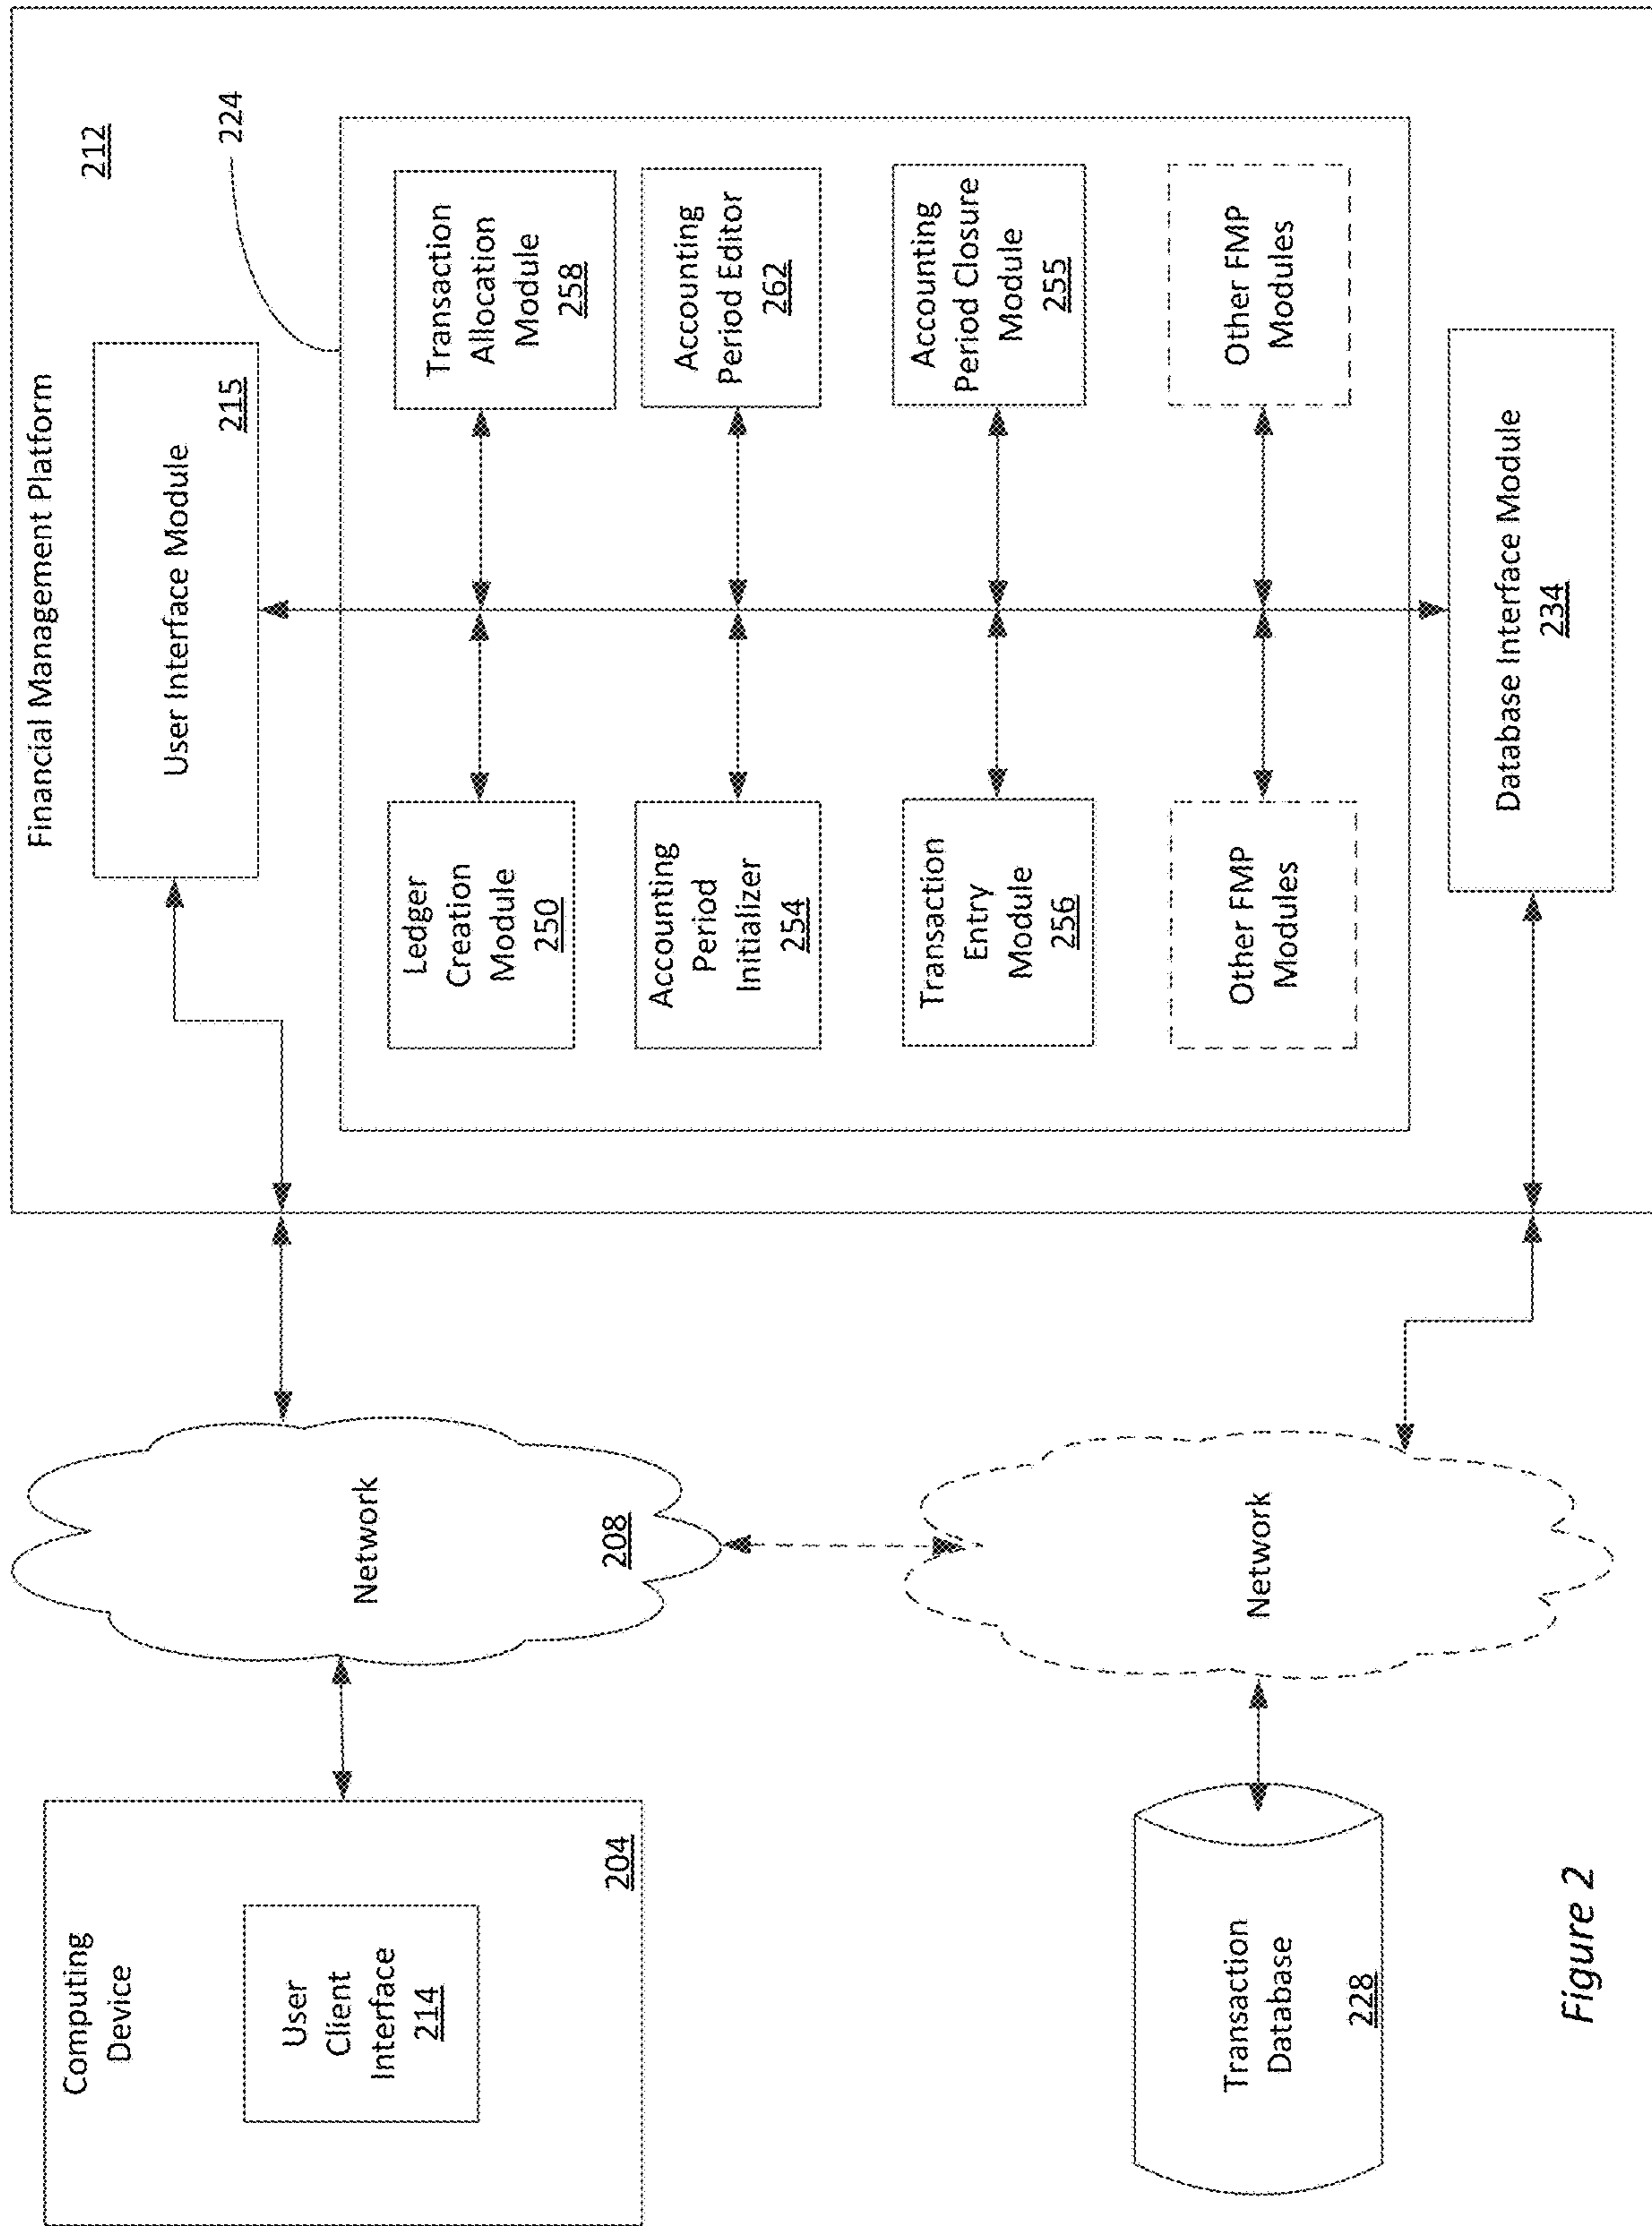 Financial Management Platform
212
Computing
Device
User
Client
Interface
214
204
Network
208
User Interface Module
215
224
Ledger
Creation
Module
250
Transaction
Allocation
Module
258
Accounting
Period
Initializer
254
Accounting
Period Editor
262
Transaction
Entry
Module
256
Accounting
Period Closure
Module
255
Other FMP
Modules
Other FMP
Modules
Transaction
Database
228
Network
Database Interface Module
234
Figure 2